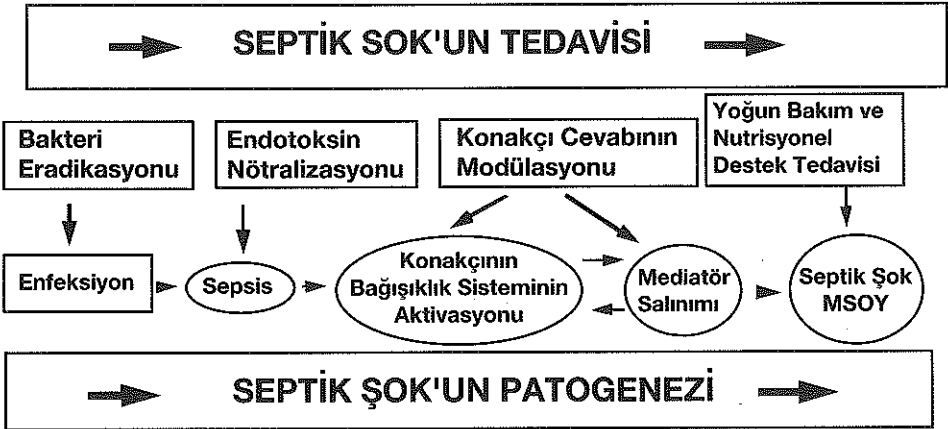 SEPTİK SOK'UN TEDAVİSİ
Bakteri
Eradikasyonu
Endotoksin
Nötralizasyonu
Konakçı Cevabının
Modülasyonu
Yoğun Bakım ve
Nutrisyonel
Destek Tedavisi
Enfeksiyon
Sepsis
Konakçının
Bağışıklık Sisteminin
Aktivasyonu
Mediatör
Salınımı
Septik Şok
MSOY
SEPTİK ŞOK'UN PATOGENEZİ